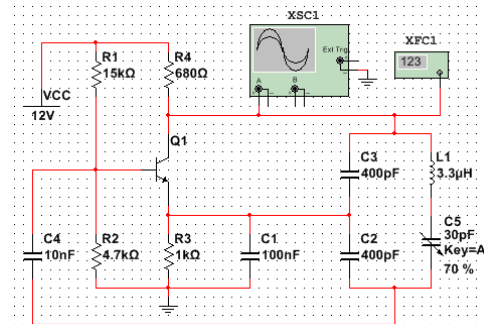 XSC1
Ext Trg
A
B
XFC1
123
R1
15kΩ
R4
680Ω
VCC
12V
Q1
C3
400pF
L1
3.3µH
C5
30pF
Key=A
70 %
C4
10nF
R2
4.7kΩ
R3
1kΩ
C1
100nF
C2
400pF